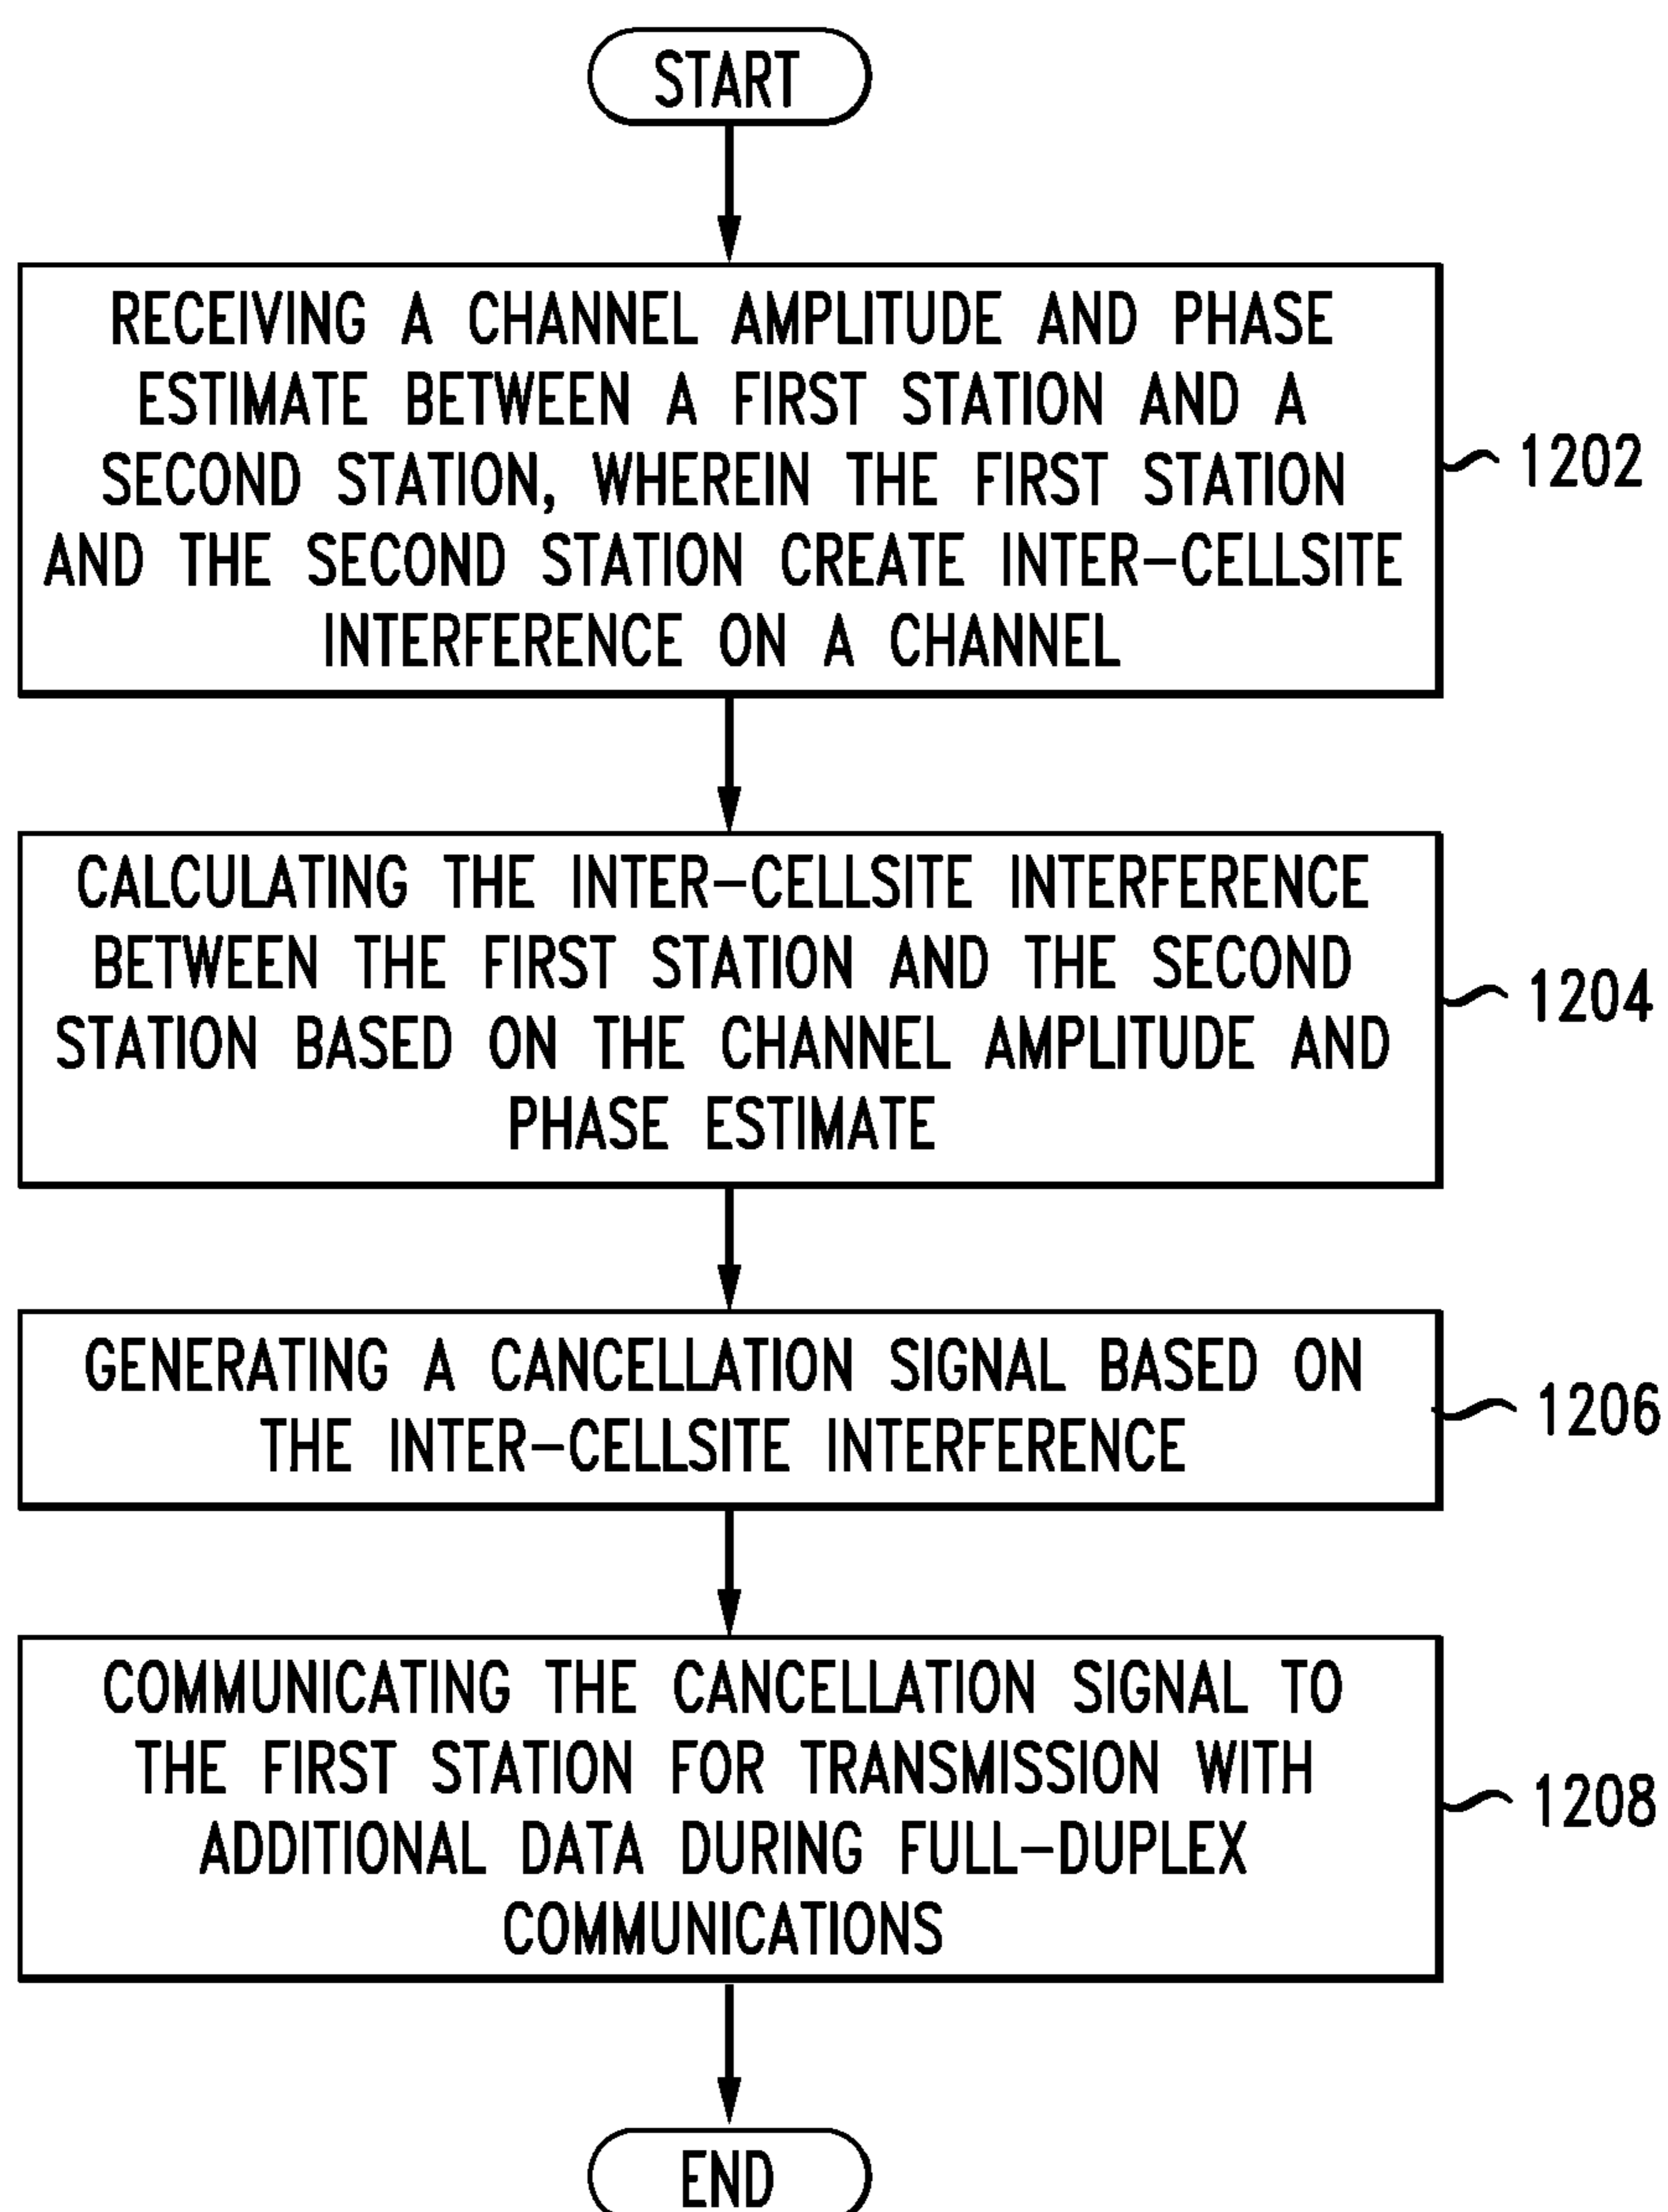 START
RECEIVING A CHANNEL AMPLITUDE AND PHASE
ESTIMATE BETWEEN A FIRST STATION AND A
SECOND STATION, WHEREIN THE FIRST STATION
AND THE SECOND STATION CREATE INTER-CELLSITE
INTERFERENCE ON A CHANNEL
1202
CALCULATING THE INTER-CELLSITE INTERFERENCE
BETWEEN THE FIRST STATION AND THE SECOND
STATION BASED ON THE CHANNEL AMPLITUDE AND
PHASE ESTIMATE
1204
GENERATING A CANCELLATION SIGNAL BASED ON
THE INTER-CELLSITE INTERFERENCE
1206
COMMUNICATING THE CANCELLATION SIGNAL TO
THE FIRST STATION FOR TRANSMISSION WITH
ADDITIONAL DATA DURING FULL-DUPLEX
COMMUNICATIONS
1208
END